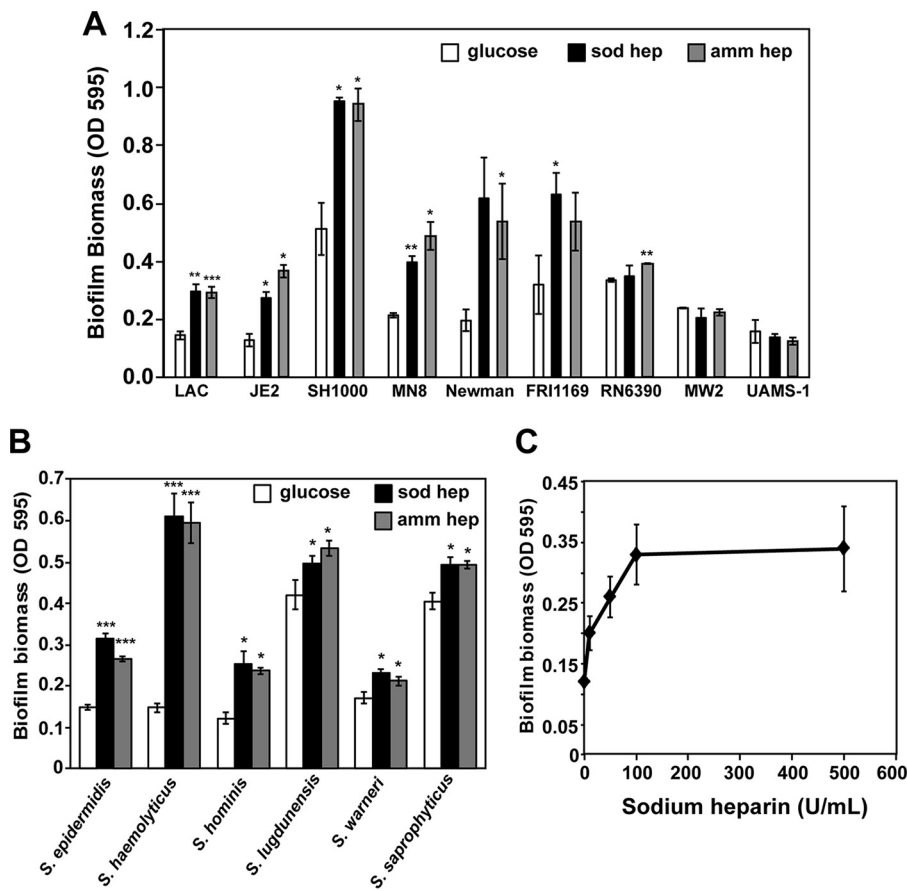 A
Biofilm Biomass (OD 595)
1.2
1.0
0.8
0.6
0.4
0.2
0.0
glucose sod hep amm hep
* *
** ***
* *
** *
*
*
**
LAC JE2 SH1000 MN8 Newman FRI1169 RN6390 MW2 UAMS-1
B
Biofilm biomass (OD 595)
0.7
0.6
0.5
0.4
0.3
0.2
0.1
0
glucose sod hep
amm hep
*** ***
*** ***
* *
* *
* *
* *
S. epidermidis
S. haemolyticus
S. hominis
S. lugdunensis
S. warneri
S. saprophyticus
C
Biofilm biomass (OD 595)
0.45
0.35
0.25
0.15
0.05
0
0 100 200 300 400 500 600
Sodium heparin (U/mL)